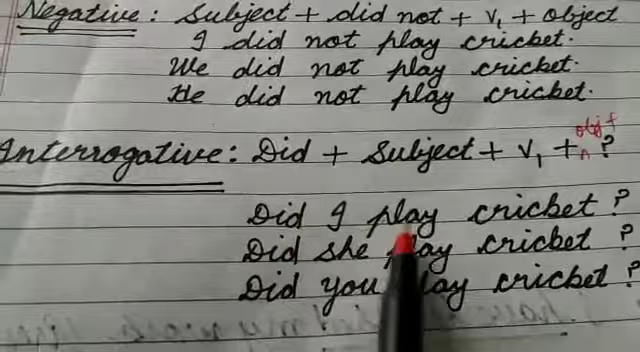 Negative: Subject + did not + V₁ + object
I did not play cricket.
We did not play cricket.
He did not play cricket.
Interrogative: Did + Subject + V₁ + obj + ?
Did I play cricket?
Did she play cricket?
Did you play cricket?